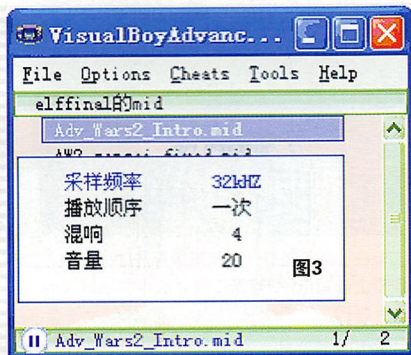 VisualBoyAdvanc...
File Options Cheats Tools Help
elffinal的mid
Adv_Wars2_Intro.mid
采样频率 32kHZ
播放顺序 一次
混响 4
音量 20
图3
Adv_Wars2_Intro.mid 1/ 2